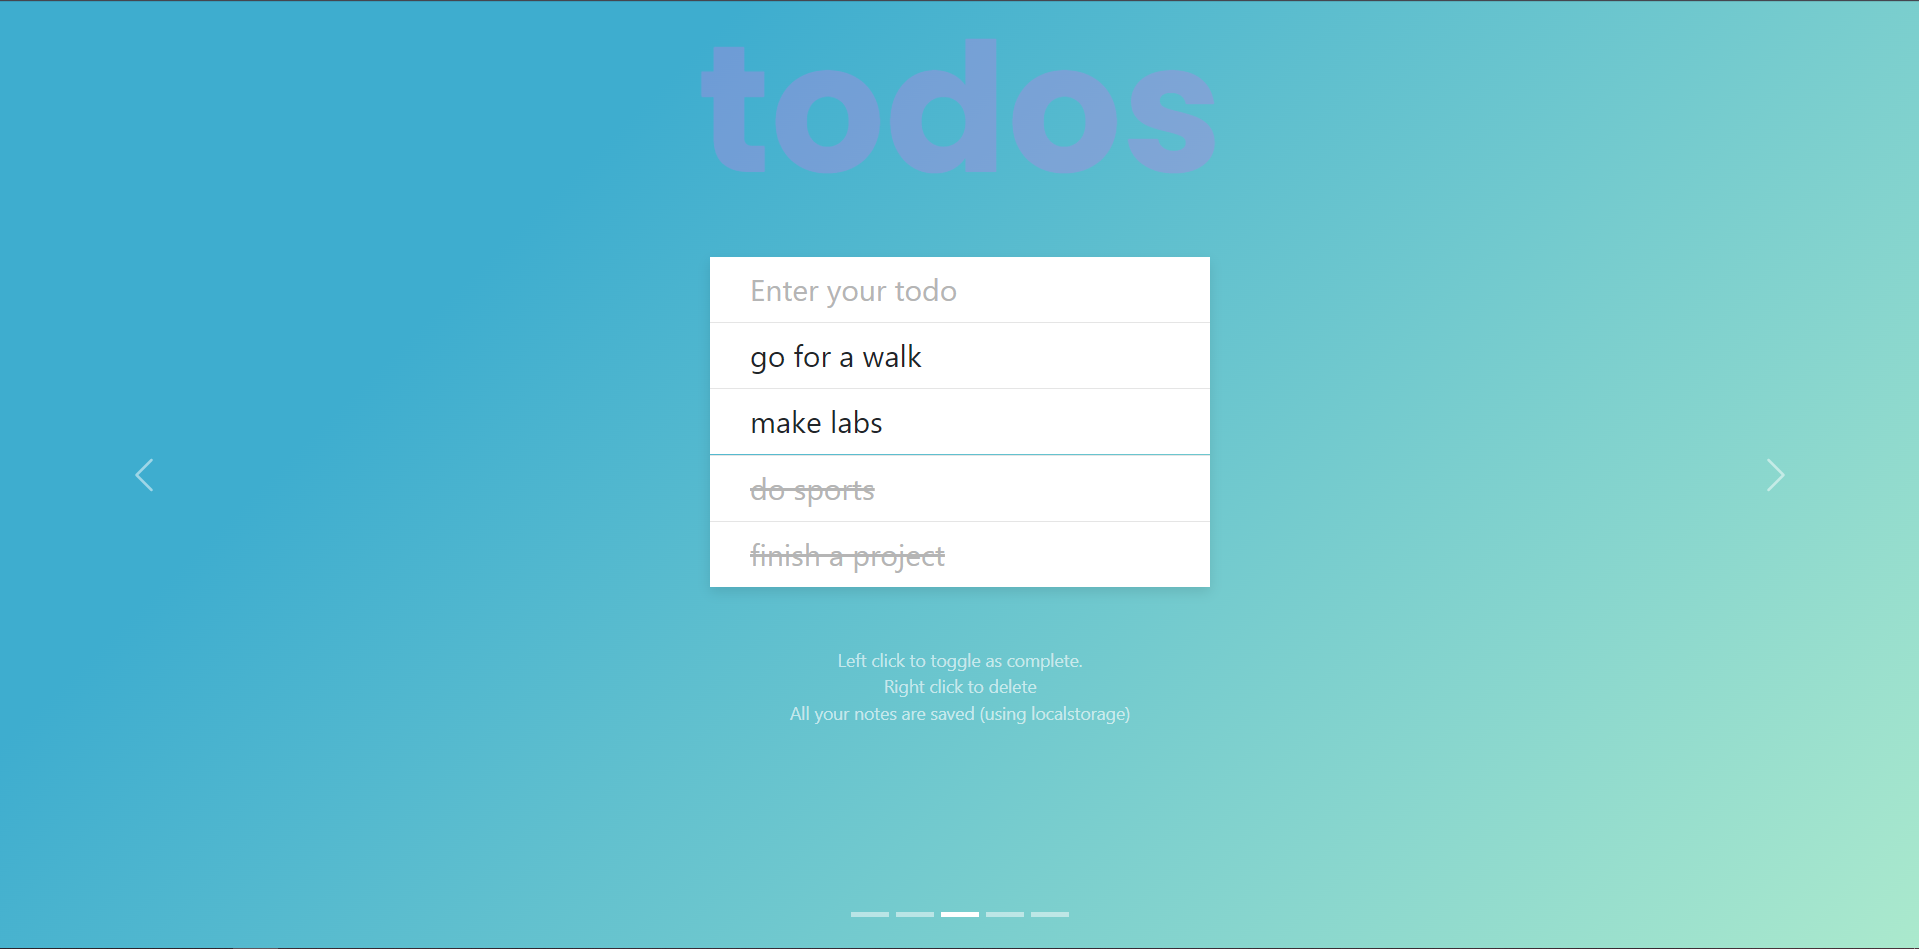 todos
Enter your todo
go for a walk
make labs
do sports
finish a project
Left click to toggle as complete.
Right click to delete
All your notes are saved (using localstorage)